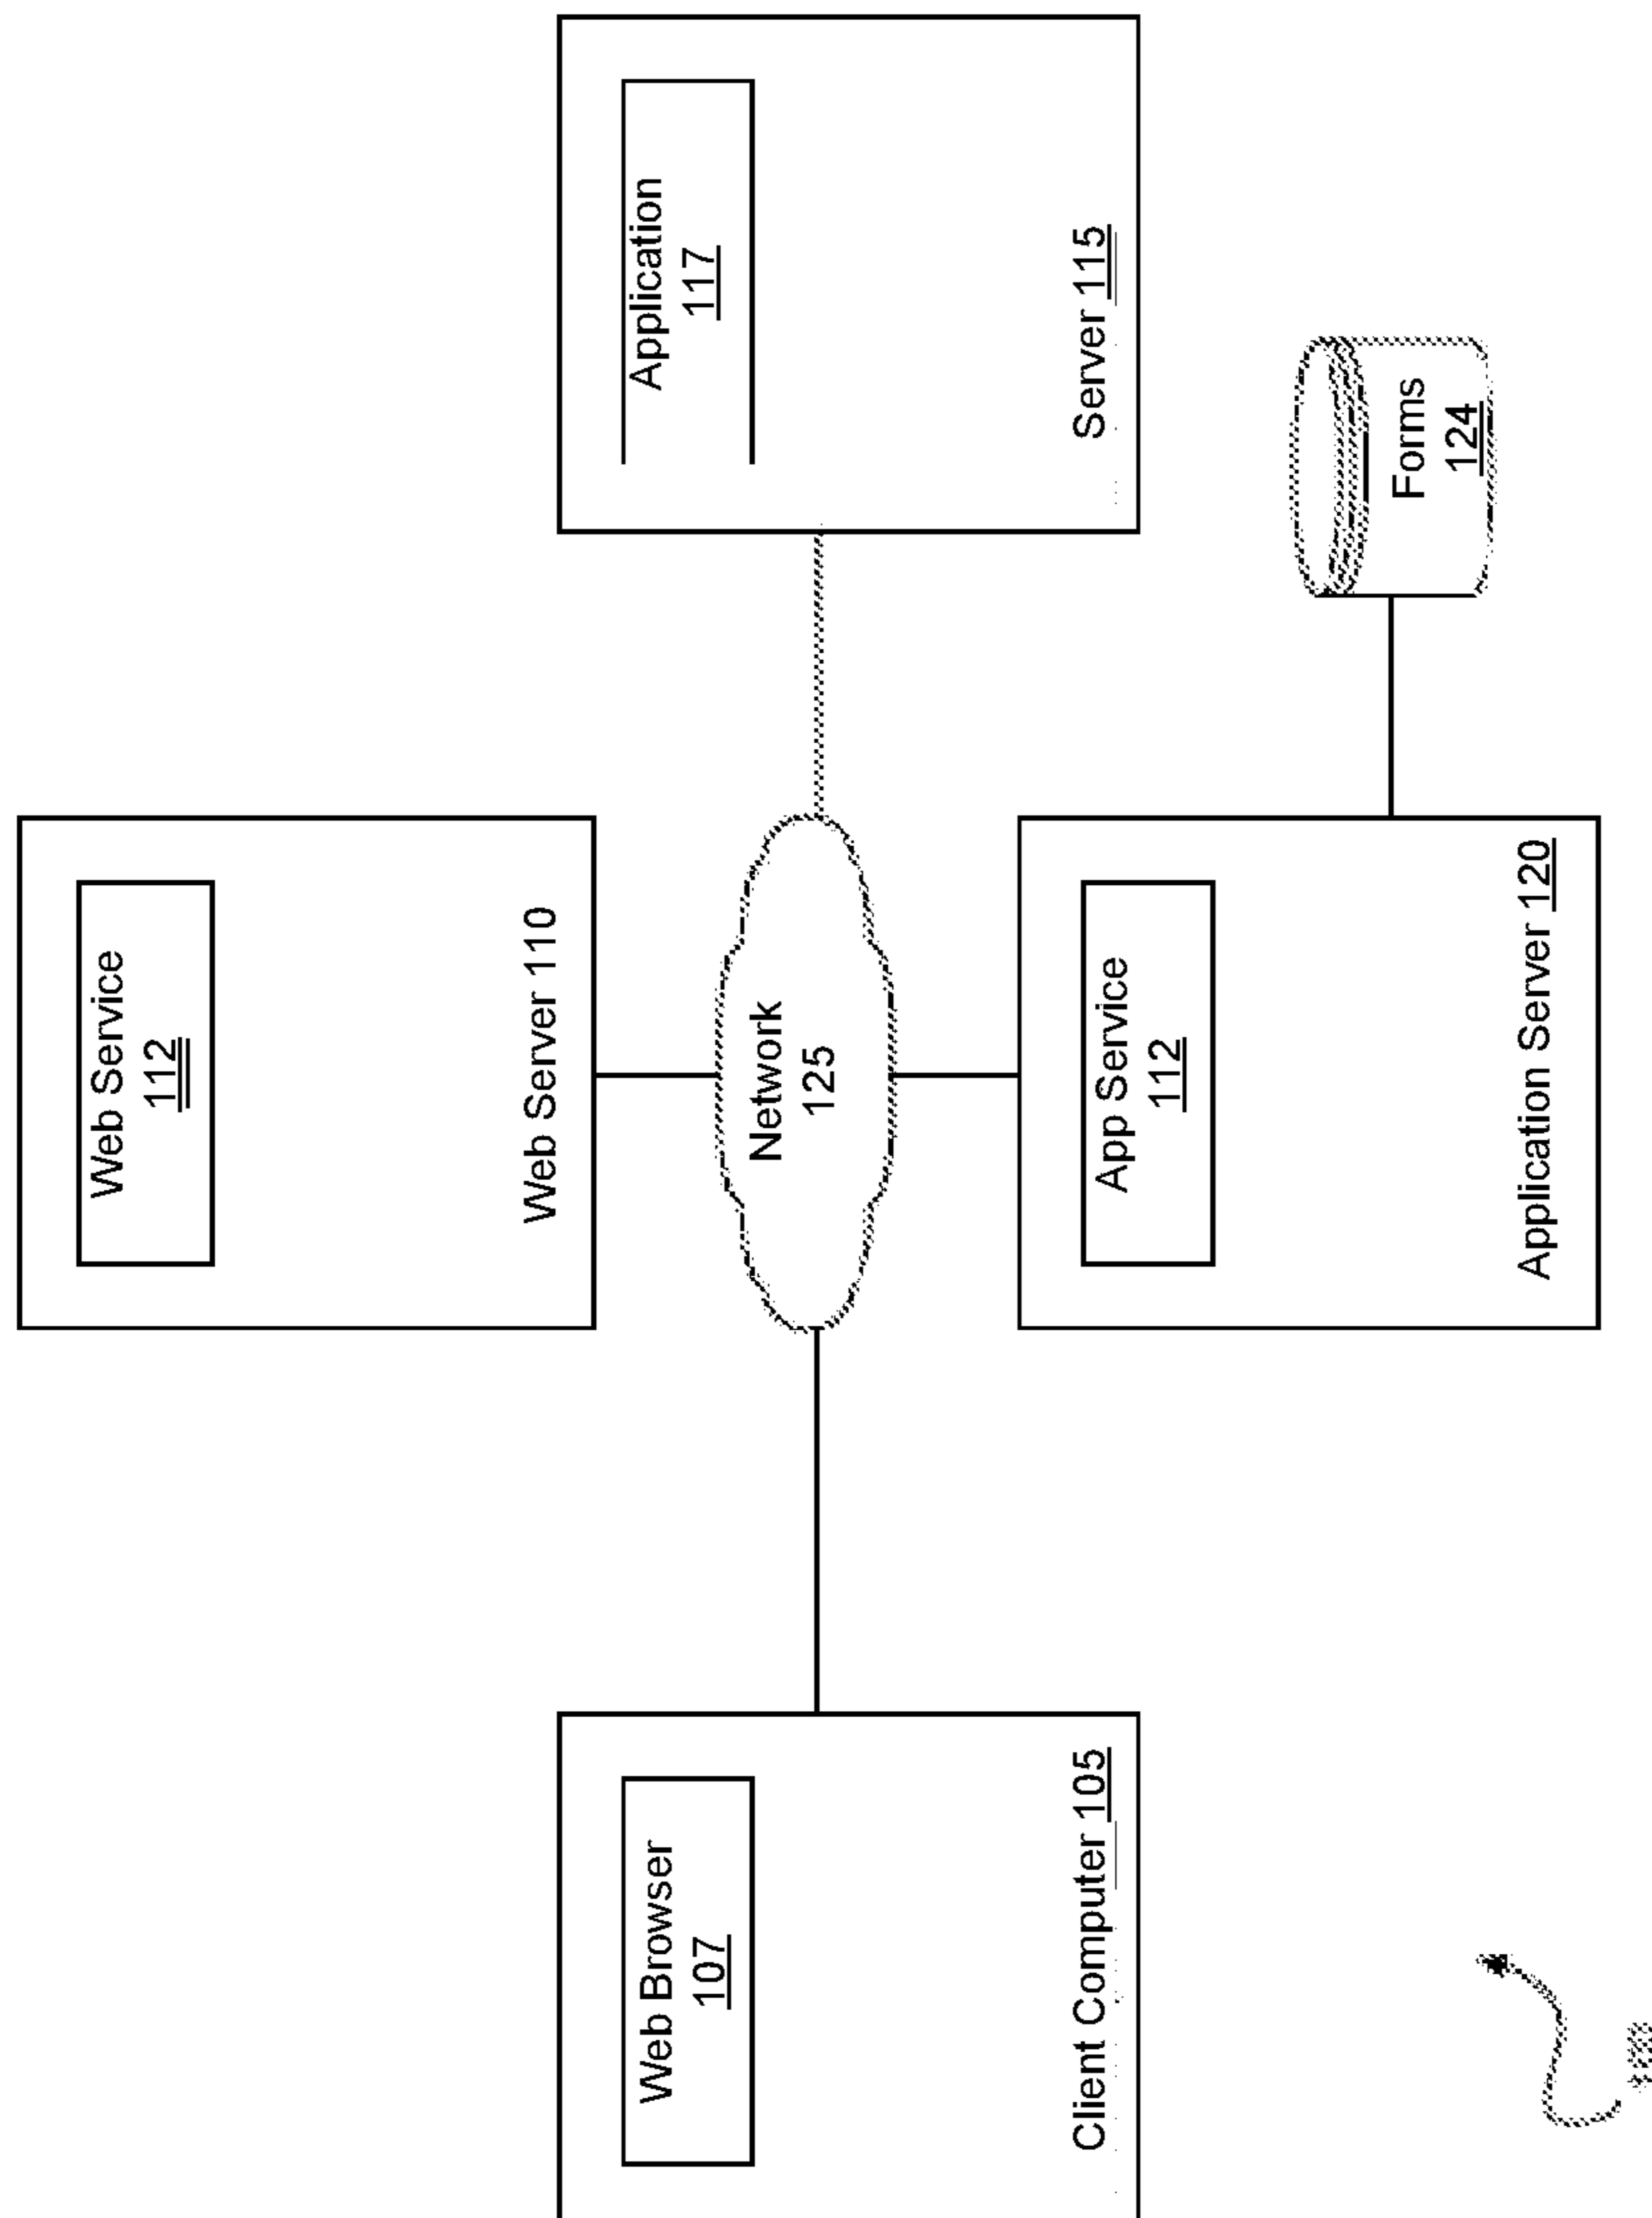 Web Service
112
Web Server 110
Web Browser
107
Application
117
Network
125
Client Computer 105
Server 115
App Service
112
Forms
124
Application Server 120